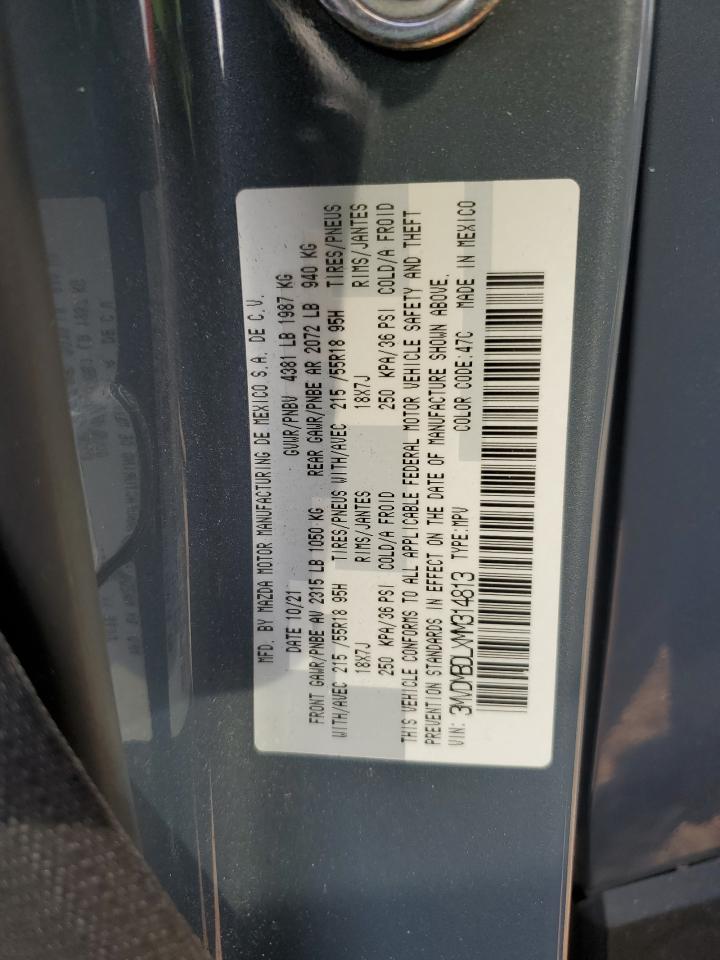 MFD. BY MAZDA MOTOR MANUFACTURING DE MEXICO S.A. DE C.V.
DATE 10/21 GVWR/PNBV 4381 LB 1987 KG
FRONT GAWR/PNBE AV 2315 LB 1050 KG REAR GAWR/PNBE AR 2072 LB 940 KG
WITH/AVEC 215 /55R18 95H TIRES/PNEUS WITH/AVEC 215 /55R18 95H TIRES/PNEUS
18X7J RIMS/JANTES 18X7J RIMS/JANTES
250 KPA/36 PSI COLD/A FROID 250 KPA/36 PSI COLD/A FROID
THIS VEHICLE CONFORMS TO ALL APPLICABLE FEDERAL MOTOR VEHICLE SAFETY AND THEFT
PREVENTION STANDARDS IN EFFECT ON THE DATE OF MANUFACTURE SHOWN ABOVE.
VIN: 3MVDMBDLXMM314813 TYPE:MPV COLOR CODE:47C MADE IN MEXICO